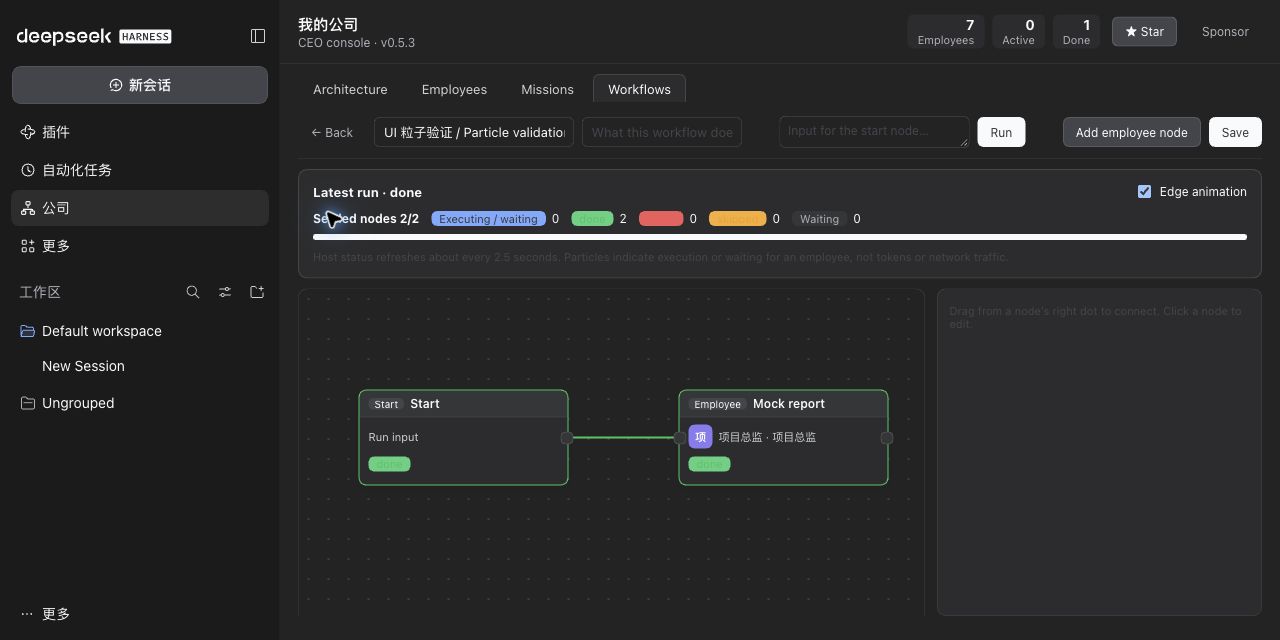 deepseek HARNESS
新会话
插件
自动化任务
公司
更多
工作区
Default workspace
New Session
Ungrouped
更多
我的公司
CEO console · v0.5.3
7
Employees
0
Active
1
Done
★ Star
Sponsor
Architecture
Employees
Missions
Workflows
← Back
UI 粒子验证 / Particle validatio
What this workflow doe
Input for the start node...
Run
Add employee node
Save
Latest run · done
Edge animation
nodes 2/2
Executing / waiting 0
done 2
0
skipped 0
Waiting 0
Host status refreshes about every 2.5 seconds. Particles indicate execution or waiting for an employee, not tokens or network traffic.
Start Start
Run input
done
Employee Mock report
项 项目总监 · 项目总监
done
Drag from a node's right dot to connect. Click a node to
edit.